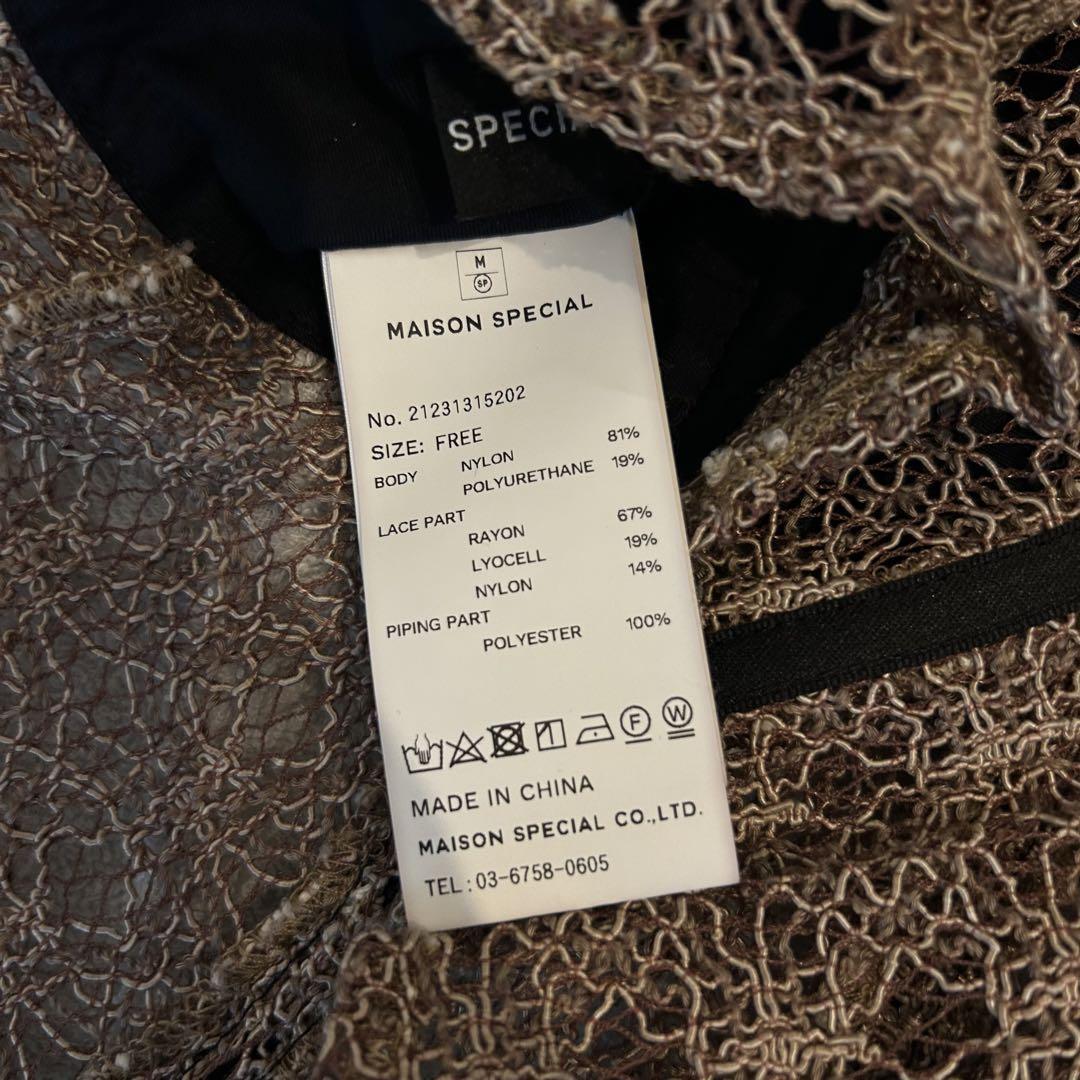 SPECI
M
SP
MAISON SPECIAL
No. 21231315202
SIZE: FREE
BODY NYLON 81%
POLYURETHANE 19%
LACE PART
RAYON 67%
LYOCELL 19%
NYLON 14%
PIPING PART
POLYESTER 100%
F W
MADE IN CHINA
MAISON SPECIAL CO.,LTD.
TEL:03-6758-0605